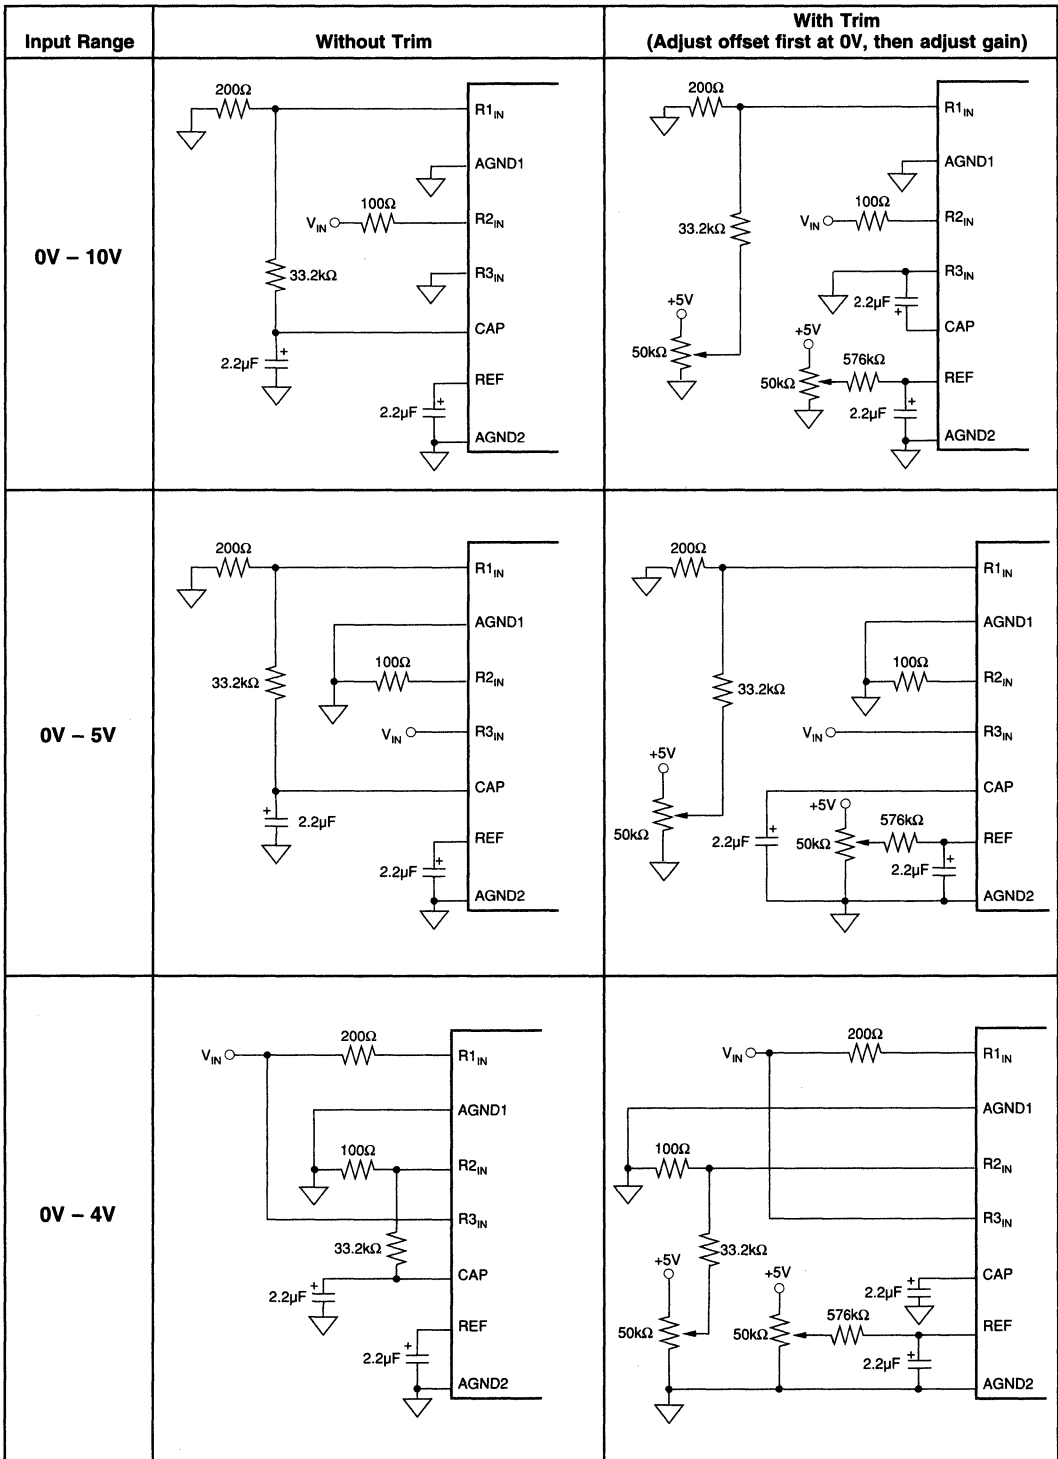 Input Range
Without Trim
With Trim
(Adjust offset first at 0V, then adjust gain)
0V – 10V
200Ω
R1IN
AGND1
100Ω
VIN
R2IN
33.2kΩ
R3IN
CAP
+
2.2µF
REF
+
2.2µF
AGND2
200Ω
R1IN
AGND1
100Ω
VIN
R2IN
33.2kΩ
R3IN
2.2µF
+
+5V
CAP
+5V
50kΩ
576kΩ
REF
50kΩ
+
2.2µF
AGND2
0V – 5V
200Ω
R1IN
AGND1
100Ω
33.2kΩ
R2IN
VIN
R3IN
CAP
+
2.2µF
REF
+
2.2µF
AGND2
200Ω
R1IN
AGND1
100Ω
R2IN
33.2kΩ
VIN
R3IN
+5V
CAP
+5V
576kΩ
50kΩ
+
2.2µF
50kΩ
REF
+
2.2µF
AGND2
0V – 4V
200Ω
VIN
R1IN
AGND1
100Ω
R2IN
R3IN
33.2kΩ
CAP
+
2.2µF
REF
+
2.2µF
AGND2
200Ω
VIN
R1IN
AGND1
100Ω
R2IN
R3IN
33.2kΩ
+5V
+5V
CAP
+
2.2µF
576kΩ
50kΩ
50kΩ
REF
+
2.2µF
AGND2